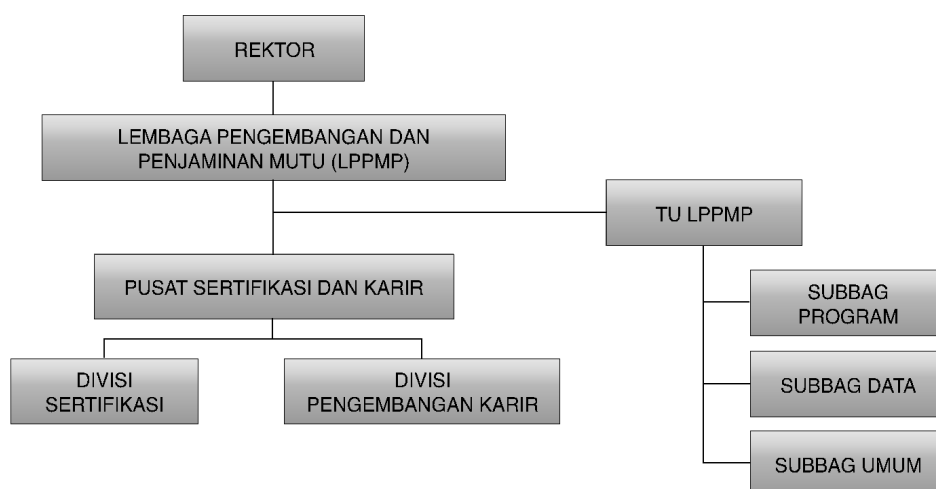 REKTOR
LEMBAGA PENGEMBANGAN DAN
PENJAMINAN MUTU (LPPMP)
TU LPPMP
PUSAT SERTIFIKASI DAN KARIR
SUBBAG
PROGRAM
DIVISI
SERTIFIKASI
DIVISI
PENGEMBANGAN KARIR
SUBBAG DATA
SUBBAG UMUM